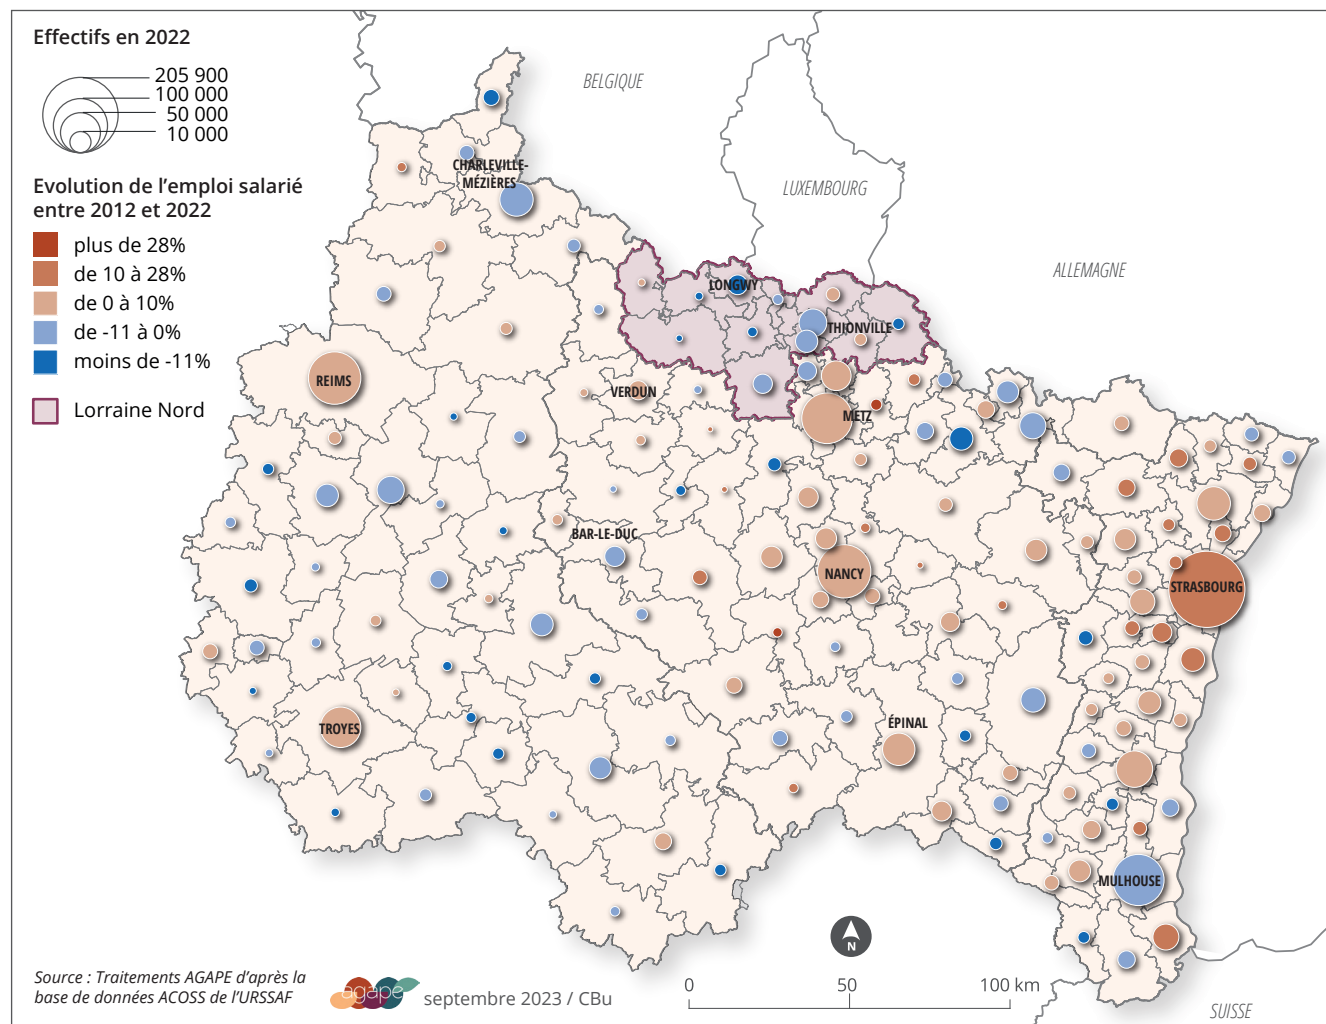 Effectifs en 2022
205 900
100 000
50 000
10 000
Evolution de l'emploi salarié
entre 2012 et 2022
plus de 28%
de 10 à 28%
de 0 à 10%
de -11 à 0%
moins de -11%
Lorraine Nord
BELGIQUE
LUXEMBOURG
ALLEMAGNE
SUISSE
CHARLEVILLE-
MÉZIÈRES
LONGWY
THIONVILLE
REIMS
VERDUN
METZ
BAR-LE-DUC
NANCY
STRASBOURG
TROYES
ÉPINAL
MULHOUSE
N
Source : Traitements AGAPE d'après la
base de données ACOSS de l'URSSAF
agape
septembre 2023 / CBu
0 50 100 km